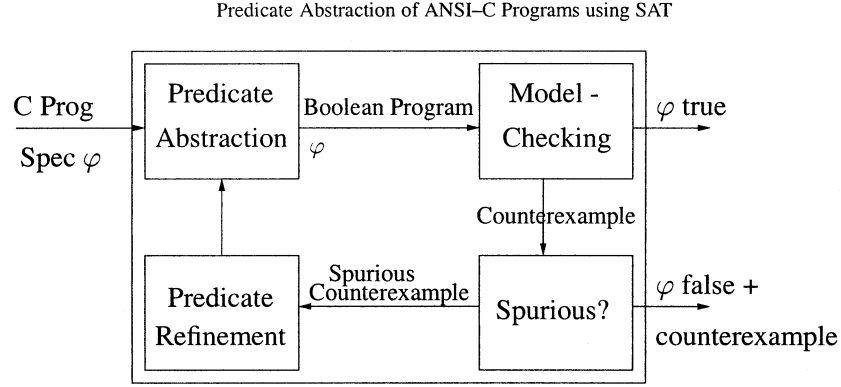 Predicate Abstraction of ANSI–C Programs using SAT
C Prog
Spec φ
Predicate
Abstraction
Boolean Program
φ
Model -
Checking
φ true
Counterexample
Spurious?
φ false +
counterexample
Spurious
Counterexample
Predicate
Refinement